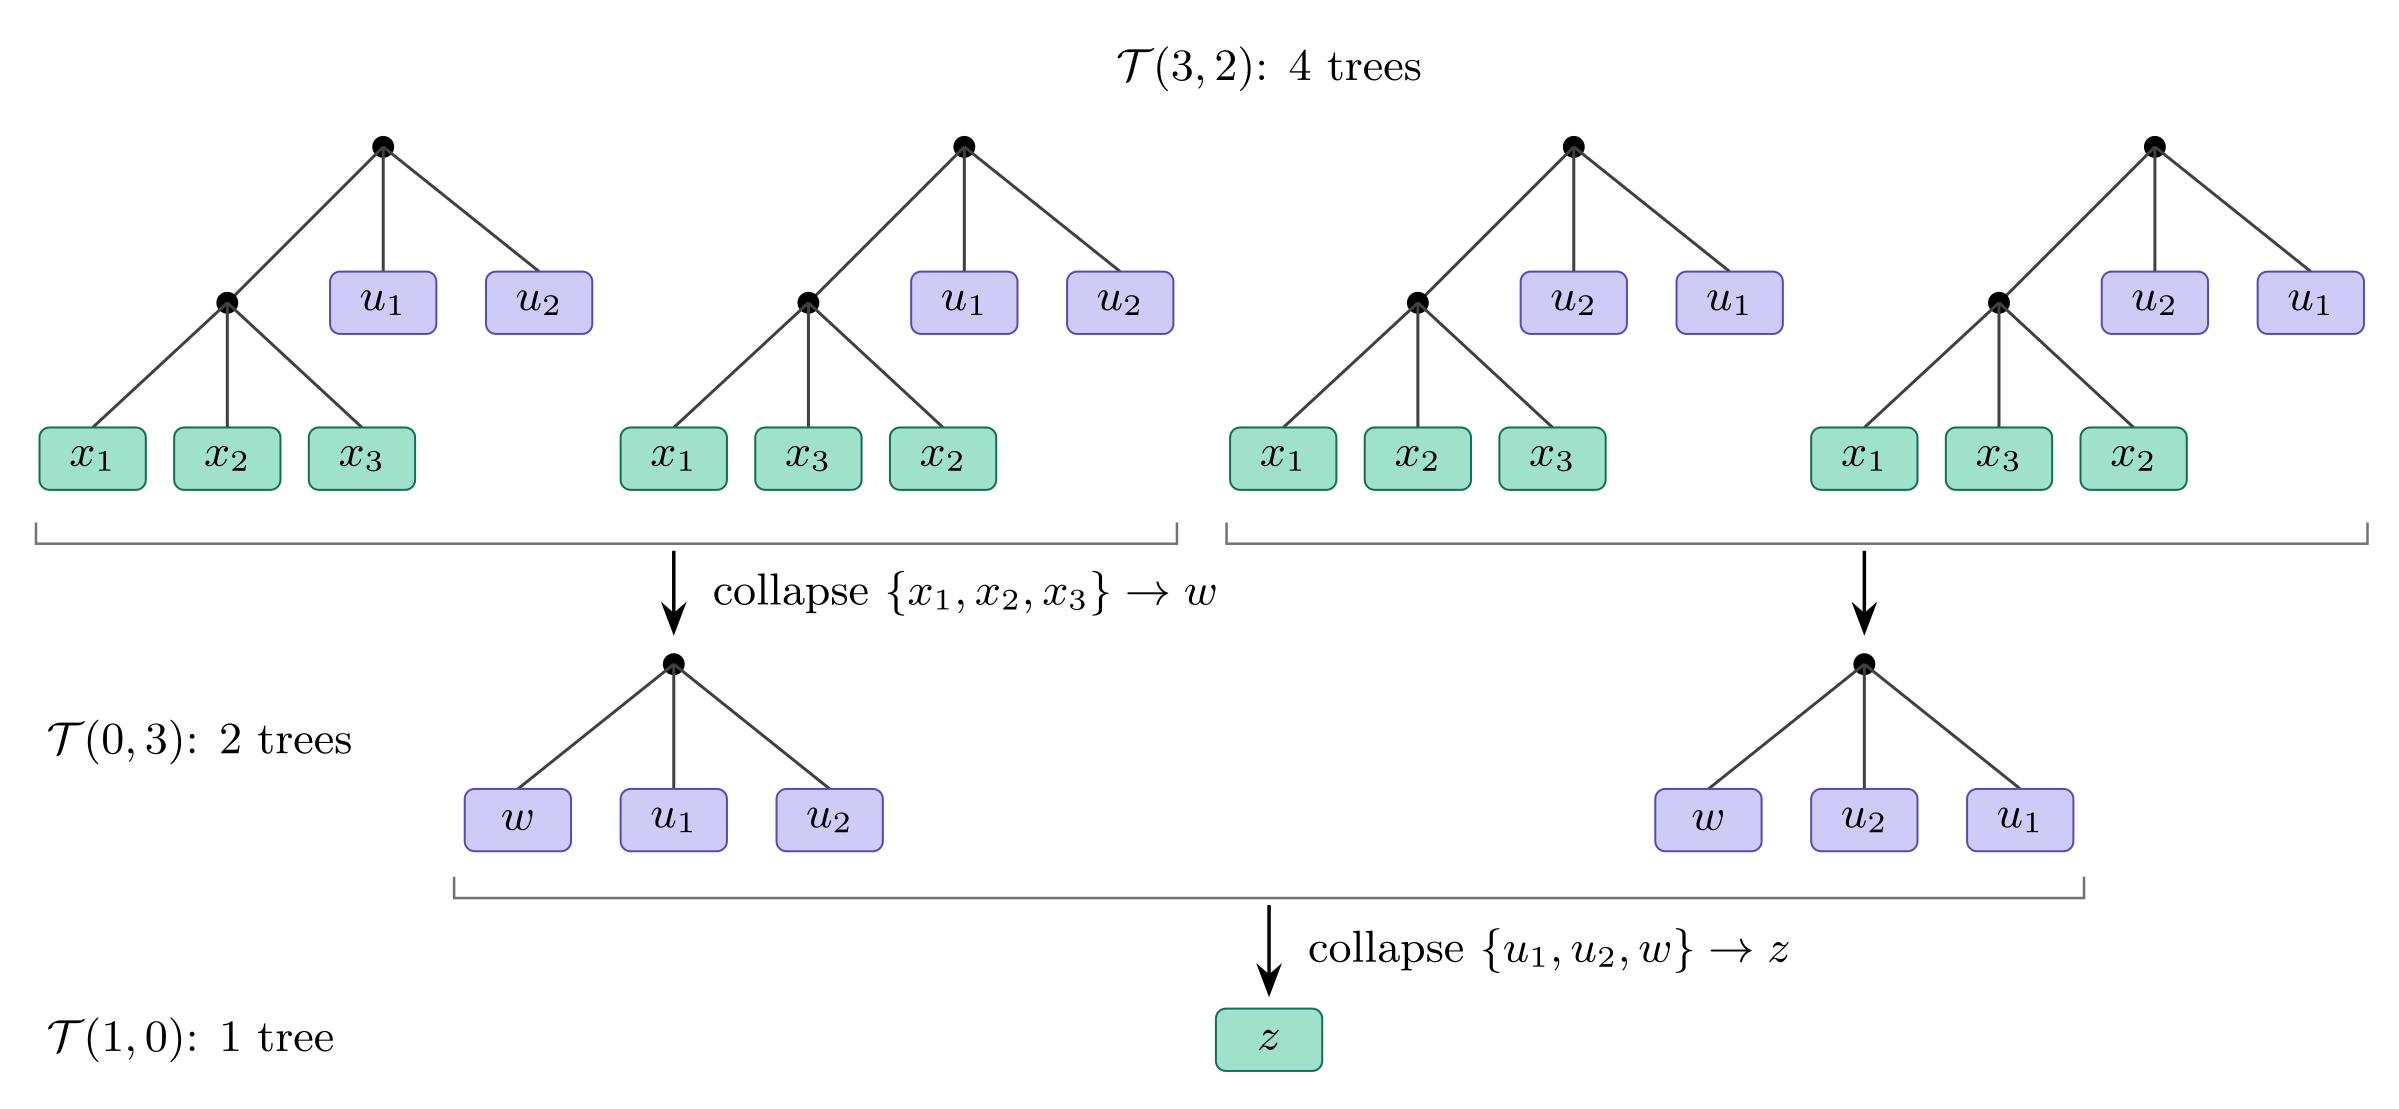 𝒯(3, 2): 4 trees
u₁ u₂ u₁ u₂ u₂ u₁ u₂ u₁
x₁ x₂ x₃ x₁ x₃ x₂ x₁ x₂ x₃ x₁ x₃ x₂
collapse {x₁, x₂, x₃} → w
𝒯(0, 3): 2 trees
w u₁ u₂ w u₂ u₁
collapse {u₁, u₂, w} → z
𝒯(1, 0): 1 tree
z